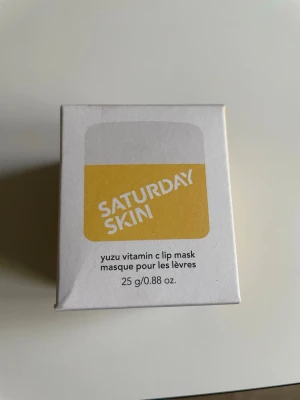 SATURDAY
SKIN
yuzu vitamin c lip mask
masque pour les lèvres
25 g/0.88 oz.